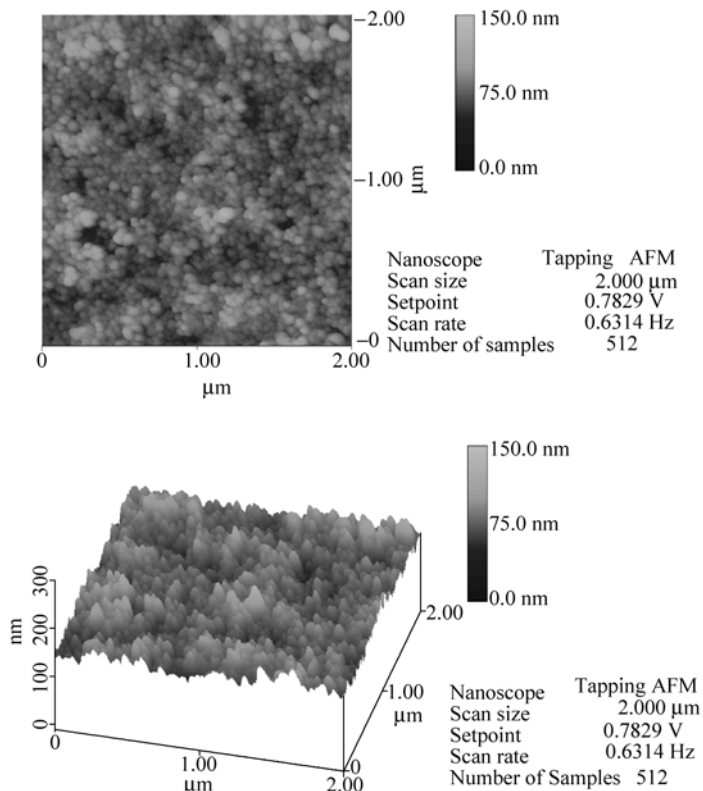 2.00
150.0 nm
75.0 nm
1.00
μm
0.0 nm
Nanoscope Tapping AFM
Scan size 2.000 μm
Setpoint 0.7829 V
Scan rate 0.6314 Hz
Number of samples 512
0
0 1.00 2.00
μm
150.0 nm
75.0 nm
0.0 nm
300
200
100
0
nm
2.00
1.00
μm
0
0 1.00 2.00
μm
Nanoscope Tapping AFM
Scan size 2.000 μm
Setpoint 0.7829 V
Scan rate 0.6314 Hz
Number of Samples 512